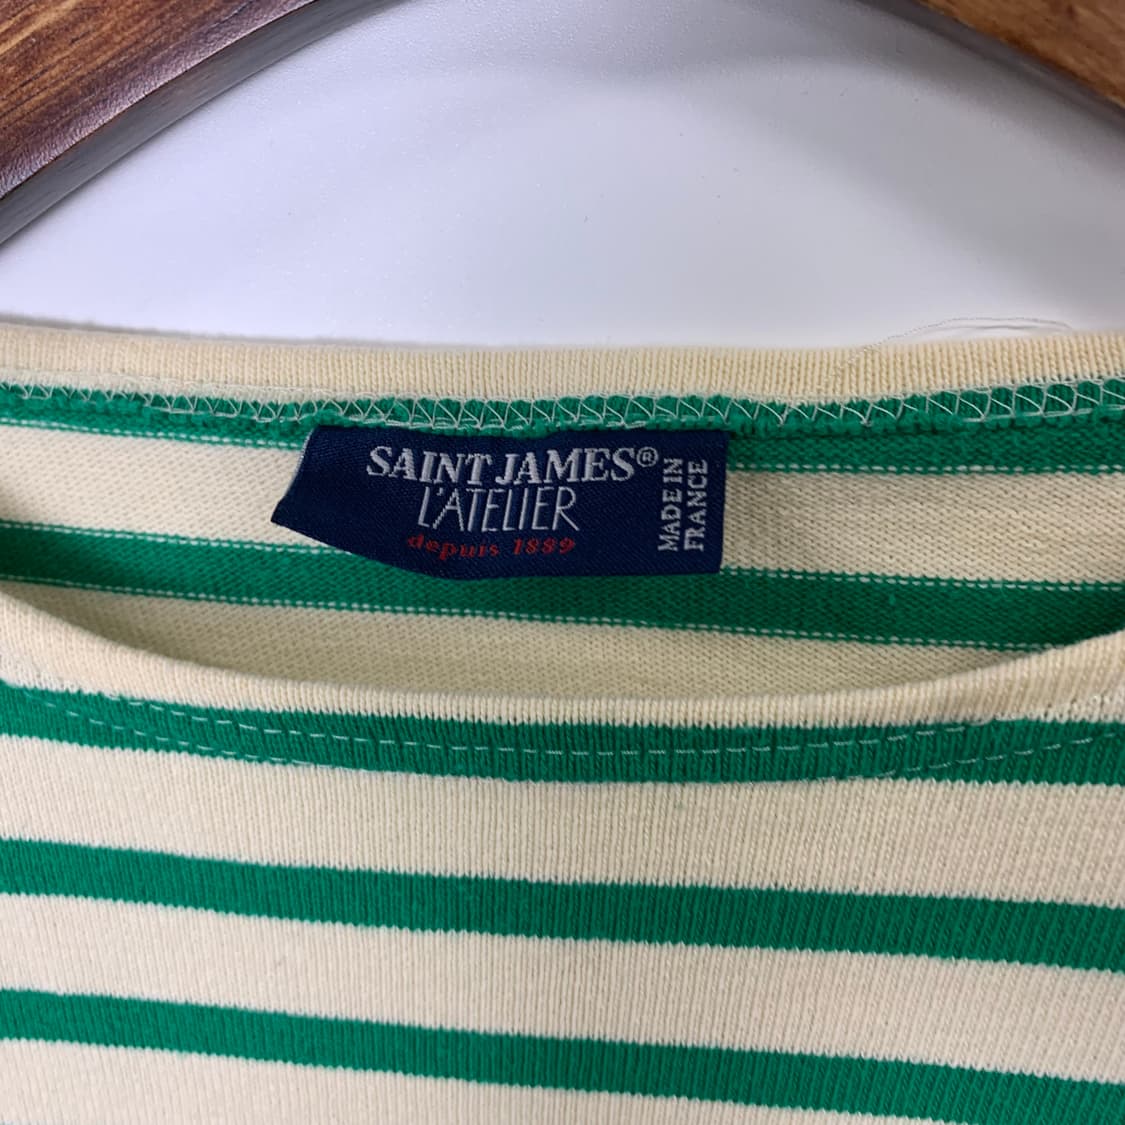 SAINT JAMES®
L'ATELIER
depuis 1889
MADE IN
FRANCE